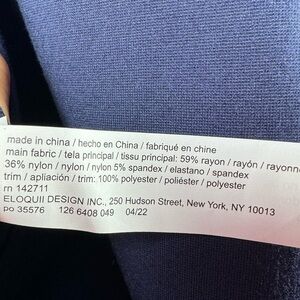 made in china / hecho en China / fabriqué en chine
main fabric / tela principal / tissu principal: 59% rayon / rayón / rayonne
36% nylon / nylon / nylon 5% spandex / elastano / spandex
trim / apliación / trim: 100% polyester / poliéster / polyester
rn 142711
ELOQUII DESIGN INC., 250 Hudson Street, New York, NY 10013
po 35576 126 6408 049 04/22